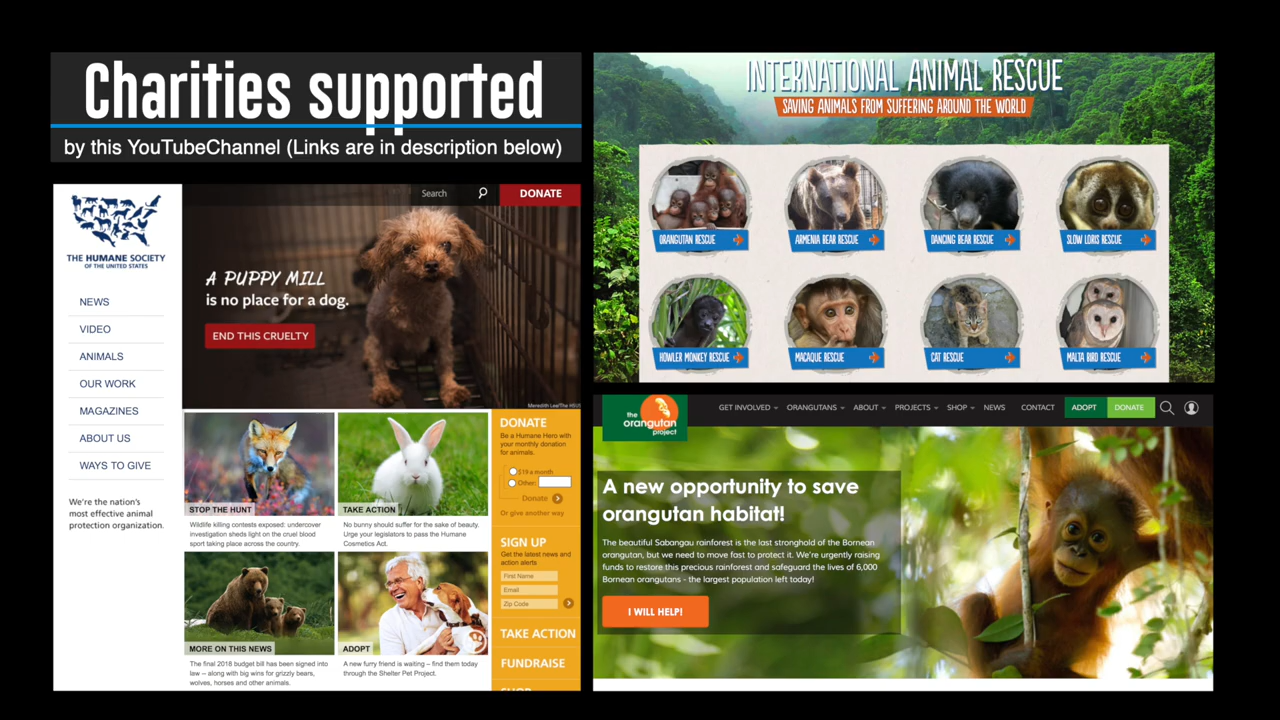 Charities supported
by this YouTubeChannel (Links are in description below)
THE HUMANE SOCIETY
OF THE UNITED STATES
NEWS
VIDEO
ANIMALS
OUR WORK
MAGAZINES
ABOUT US
WAYS TO GIVE
We're the nation's
most effective animal
protection organization.
Search
DONATE
A PUPPY MILL
is no place for a dog.
END THIS CRUELTY
STOP THE HUNT
Wildlife killing contests exposed: undercover
investigation sheds light on the cruel blood
sport taking place across the country.
TAKE ACTION
No bunny should suffer for the sake of beauty.
Urge your legislators to pass the Humane
Cosmetics Act.
MORE ON THIS NEWS
The final 2018 budget bill has been signed into
law – along with big wins for grizzly bears,
wolves, horses and other animals.
ADOPT
A new furry friend is waiting – find them today
through the Shelter Pet Project.
DONATE
Be a Humane Hero with
your monthly donation
for animals.
$19 a month
Other:
Donate
Or give another way
SIGN UP
Get the latest news and
action alerts
First Name
Email
Zip Code
TAKE ACTION
FUNDRAISE
SHOP
INTERNATIONAL ANIMAL RESCUE
SAVING ANIMALS FROM SUFFERING AROUND THE WORLD
ORANGUTAN RESCUE
ARMENIA BEAR RESCUE
DANCING BEAR RESCUE
SLOW LORIS RESCUE
HOWLER MONKEY RESCUE
MACAQUE RESCUE
CAT RESCUE
MALTA BIRD RESCUE
the
orangutan
project
GET INVOLVED
ORANGUTANS
ABOUT
PROJECTS
SHOP
NEWS
CONTACT
ADOPT
DONATE
A new opportunity to save
orangutan habitat!
The beautiful Sabangau rainforest is the last stronghold of the Bornean
orangutan, but we need to move fast to protect it. We're urgently raising
funds to restore this precious rainforest and safeguard the lives of 6,000
Bornean orangutans - the largest population left today!
I WILL HELP!